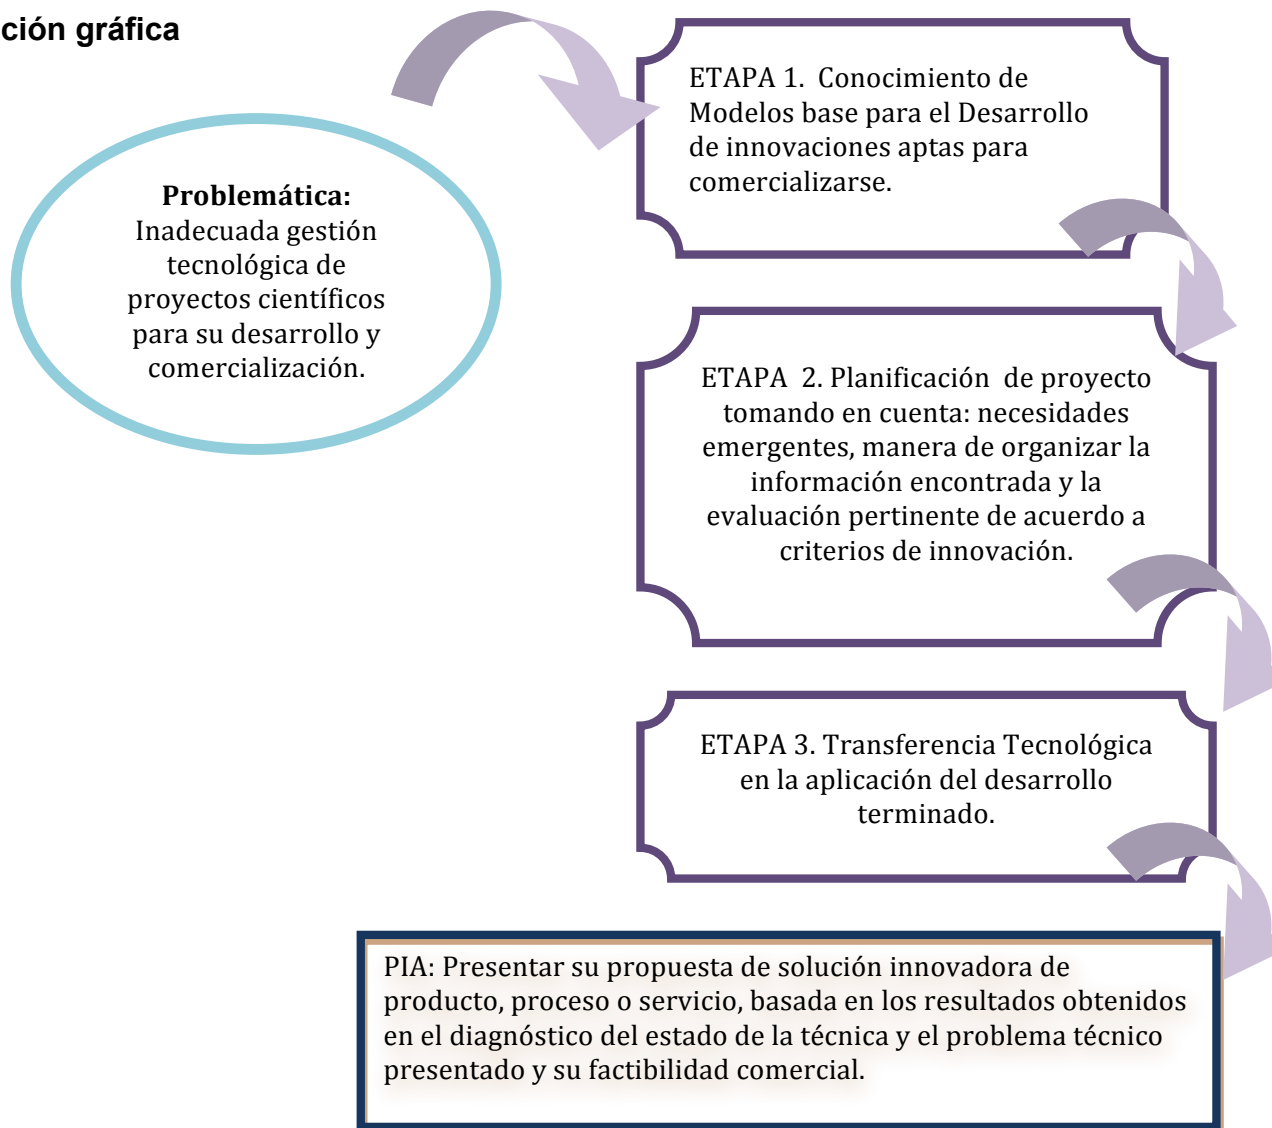 ción gráfica
Problemática:
Inadecuada gestión
tecnológica de
proyectos científicos
para su desarrollo y
comercialización.
ETAPA 1.  Conocimiento de
Modelos base para el Desarrollo
de innovaciones aptas para
comercializarse.
ETAPA  2. Planificación  de proyecto
tomando en cuenta: necesidades
emergentes, manera de organizar la
información encontrada y la
evaluación pertinente de acuerdo a
criterios de innovación.
ETAPA 3. Transferencia Tecnológica
en la aplicación del desarrollo
terminado.
PIA: Presentar su propuesta de solución innovadora de
producto, proceso o servicio, basada en los resultados obtenidos
en el diagnóstico del estado de la técnica y el problema técnico
presentado y su factibilidad comercial.